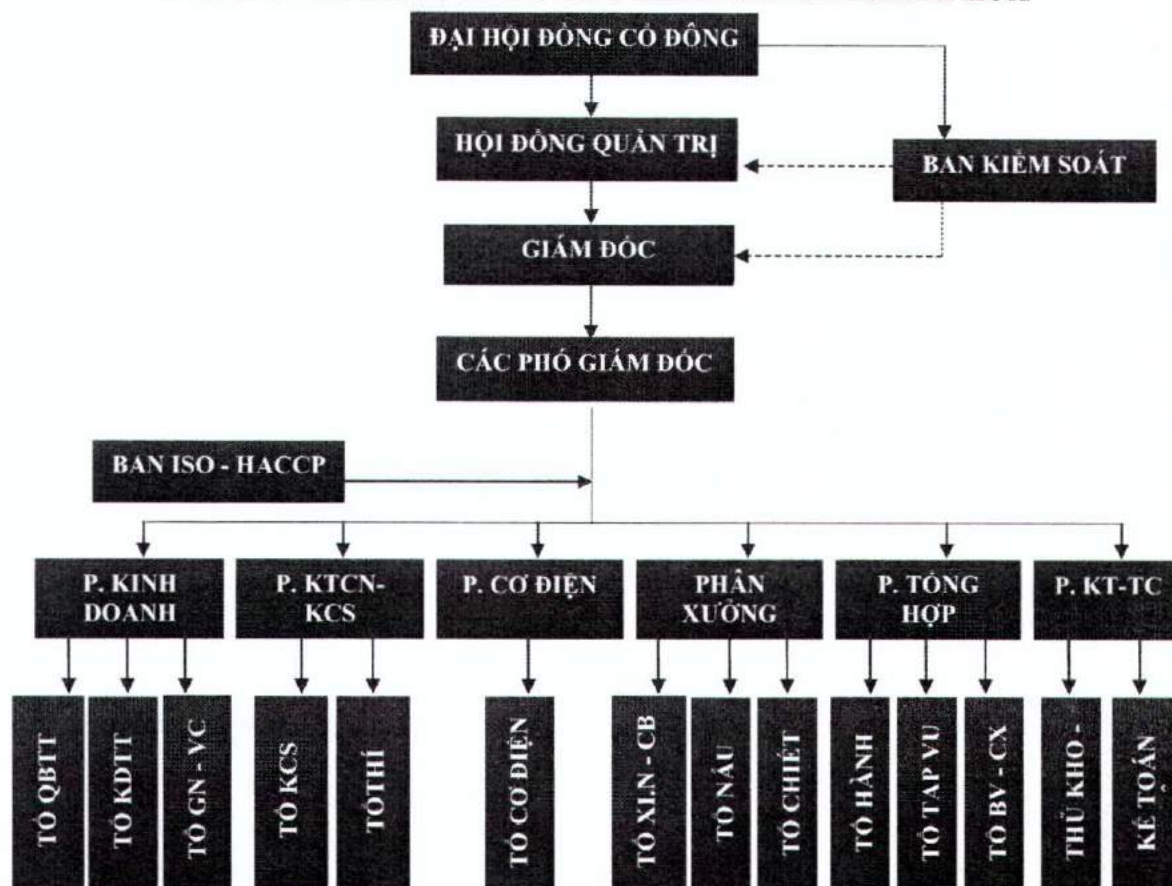 ĐẠI HỘI ĐỒNG CỔ ĐÔNG
HỘI ĐỒNG QUẢN TRỊ
BAN KIỂM SOÁT
GIÁM ĐỐC
CÁC PHÓ GIÁM ĐỐC
BAN ISO - HACCP
P. KINH
DOANH
P. KTCN-
KCS
P. CƠ ĐIỆN
PHÂN
XƯỞNG
P. TỔNG
HỢP
P. KT-TC
TỔ QBTT
TỔ KDTT
TỔ GN - VC
TỔ KCS
TỔ THÍ
TỔ CƠ ĐIỆN
TỔ XLN - CB
TỔ NẤU
TỔ CHIẾT
TỔ HÀNH
TỔ TẠP VỤ
TỔ BV - CX
THỦ KHO -
KẾ TOÁN